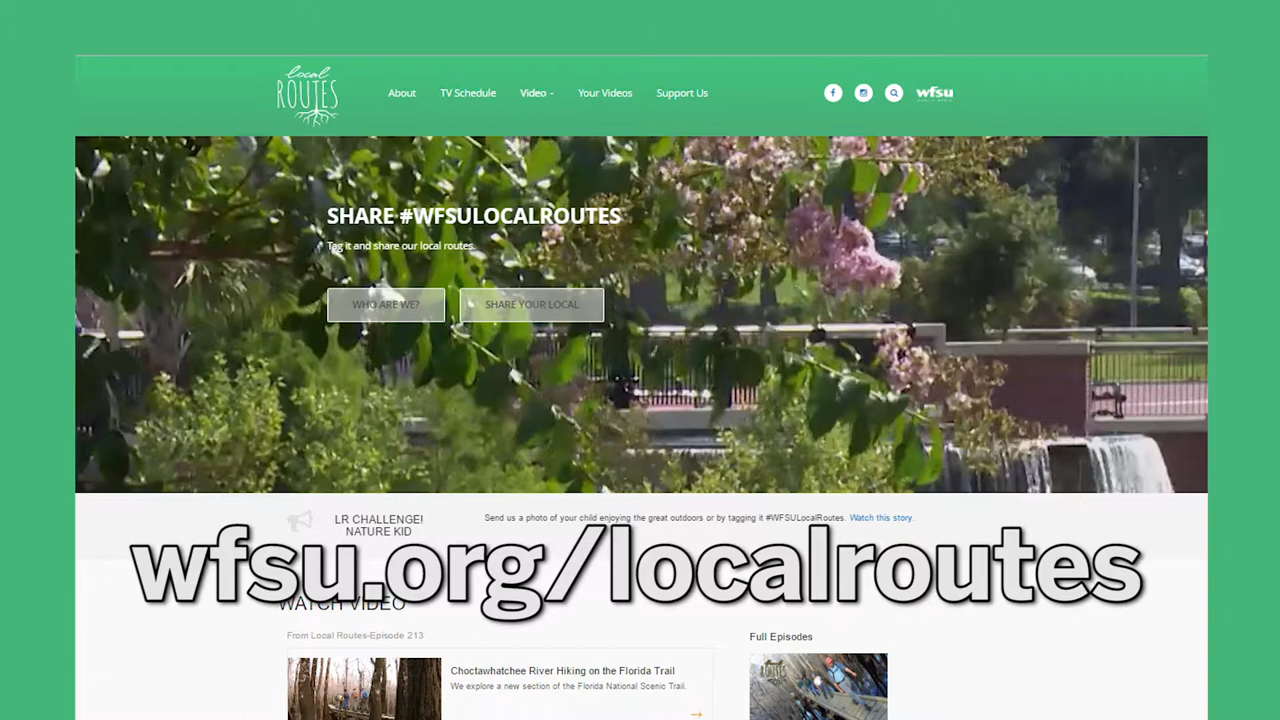 local
ROUTES
About TV Schedule Video Your Videos Support Us
wfsu
SHARE #WFSULOCALROUTES
Tag it and share our local routes.
WHO ARE WE? SHARE YOUR LOCAL
LR CHALLENGE!
NATURE KID
Send us a photo of your child enjoying the great outdoors or by tagging it #WFSULocalRoutes. Watch this story.
wfsu.org/localroutes
WATCH VIDEO
From Local Routes-Episode 213
Choctawhatchee River Hiking on the Florida Trail
We explore a new section of the Florida National Scenic Trail.
Full Episodes
ROUTES